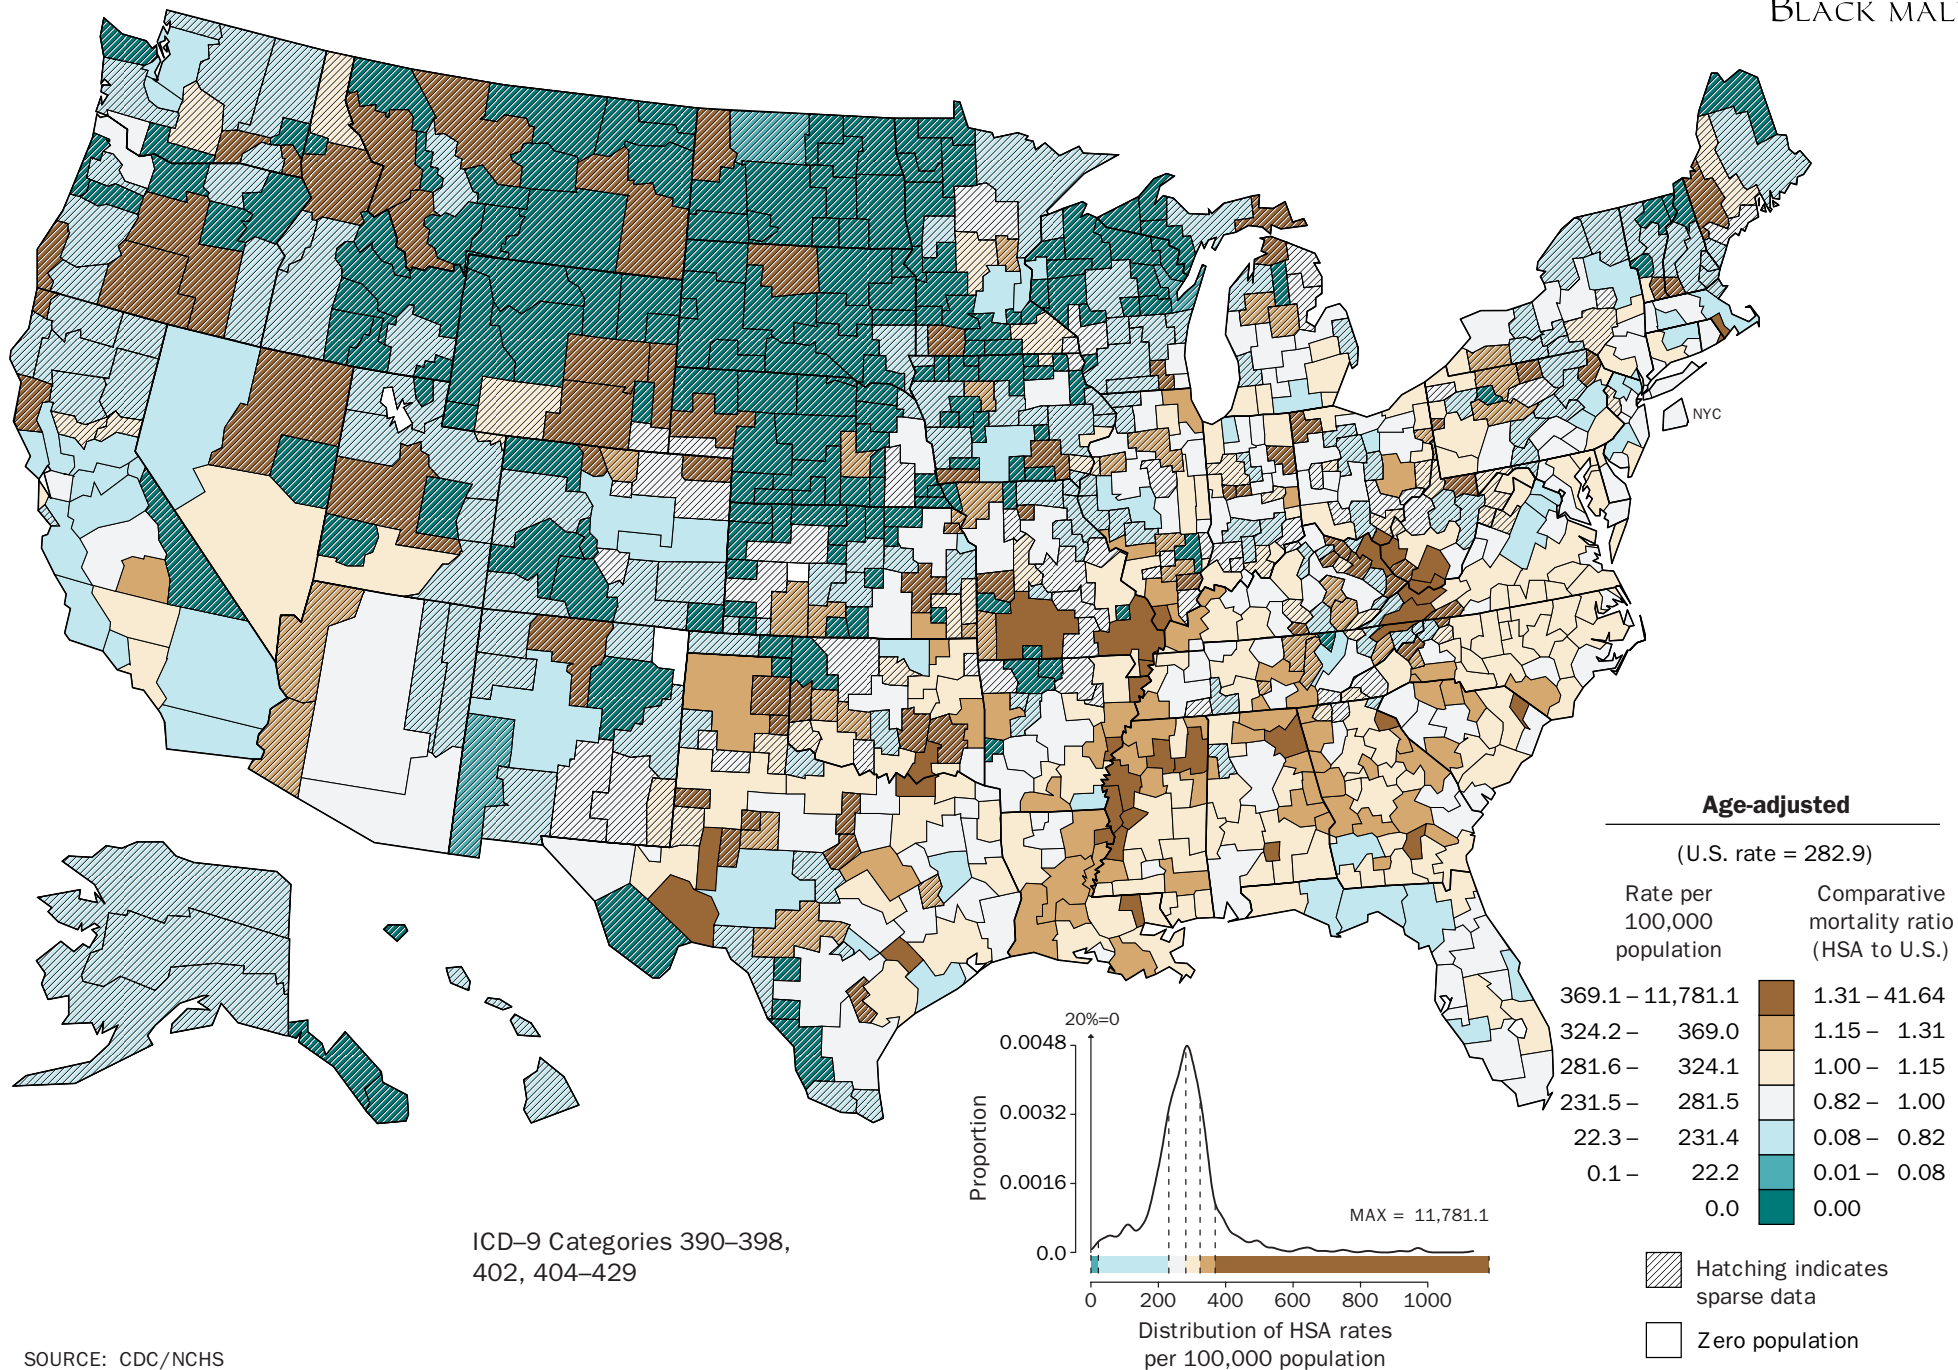 BLACK MAL
NYC
Age-adjusted
(U.S. rate = 282.9)
Rate per 100,000 population
Comparative mortality ratio (HSA to U.S.)
369.1 – 11,781.1 1.31 – 41.64
324.2 – 369.0 1.15 – 1.31
281.6 – 324.1 1.00 – 1.15
231.5 – 281.5 0.82 – 1.00
22.3 – 231.4 0.08 – 0.82
0.1 – 22.2 0.01 – 0.08
0.0 0.00
Hatching indicates
sparse data
Zero population
20%=0
0.0048
0.0032
0.0016
0.0
Proportion
MAX = 11,781.1
0 200 400 600 800 1000
Distribution of HSA rates
per 100,000 population
ICD–9 Categories 390–398,
402, 404–429
SOURCE: CDC/NCHS